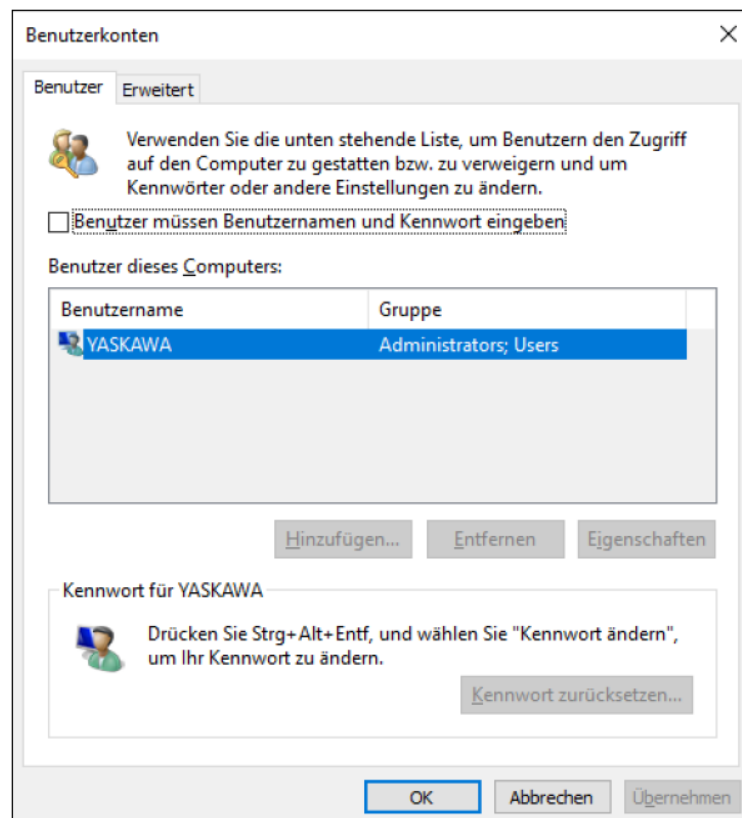 Benutzerkonten
Benutzer Erweitert
Verwenden Sie die unten stehende Liste, um Benutzern den Zugriff
auf den Computer zu gestatten bzw. zu verweigern und um
Kennwörter oder andere Einstellungen zu ändern.
Benutzer müssen Benutzernamen und Kennwort eingeben
Benutzer dieses Computers:
Benutzername Gruppe
YASKAWA Administrators; Users
Hinzufügen... Entfernen Eigenschaften
Kennwort für YASKAWA
Drücken Sie Strg+Alt+Entf, und wählen Sie "Kennwort ändern",
um Ihr Kennwort zu ändern.
Kennwort zurücksetzen...
OK Abbrechen Übernehmen